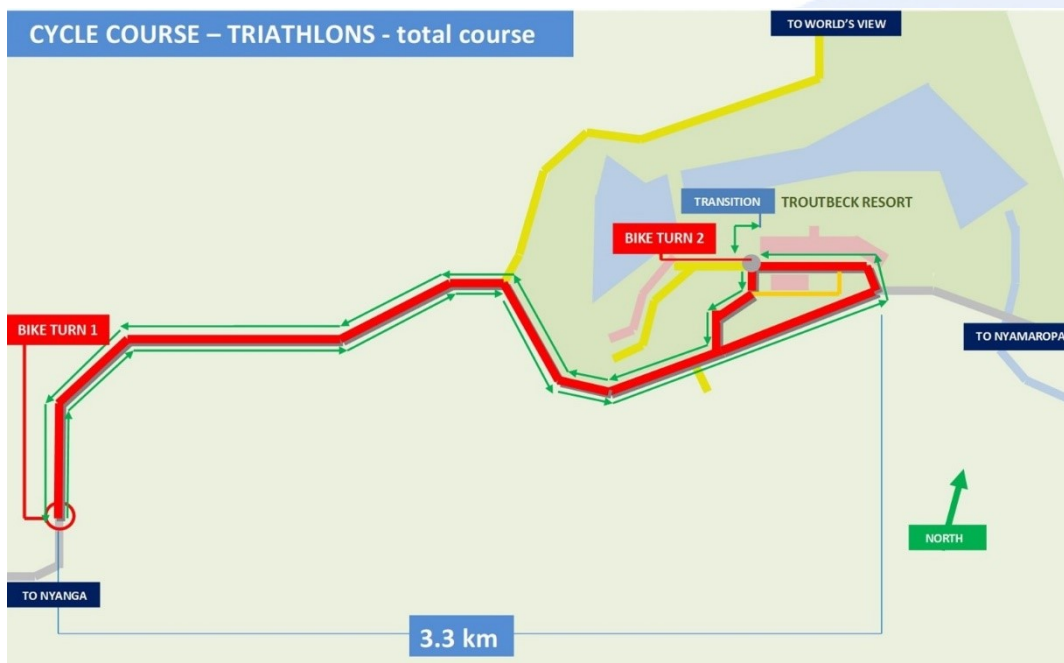 CYCLE COURSE – TRIATHLONS - total course
TO WORLD'S VIEW
TRANSITION
TROUTBECK RESORT
BIKE TURN 2
BIKE TURN 1
TO NYAMAROPA
NORTH
TO NYANGA
3.3 km